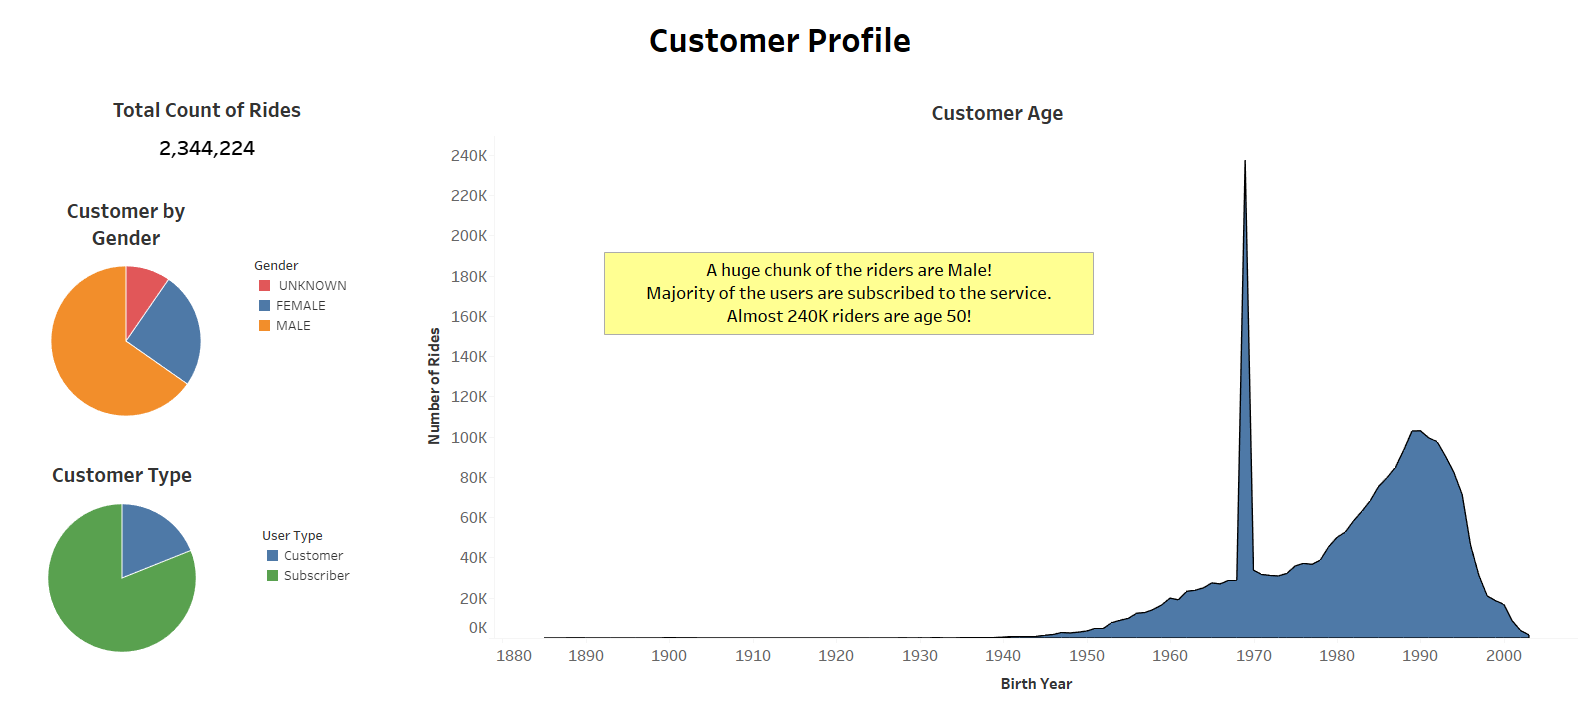 Customer Profile
Total Count of Rides
2,344,224
Customer by
Gender
Gender
UNKNOWN
FEMALE
MALE
Customer Type
User Type
Customer
Subscriber
Customer Age
240K
220K
200K
180K
160K
140K
120K
100K
80K
60K
40K
20K
0K
Number of Rides
A huge chunk of the riders are Male!
Majority of the users are subscribed to the service.
Almost 240K riders are age 50!
1880 1890 1900 1910 1920 1930 1940 1950 1960 1970 1980 1990 2000
Birth Year